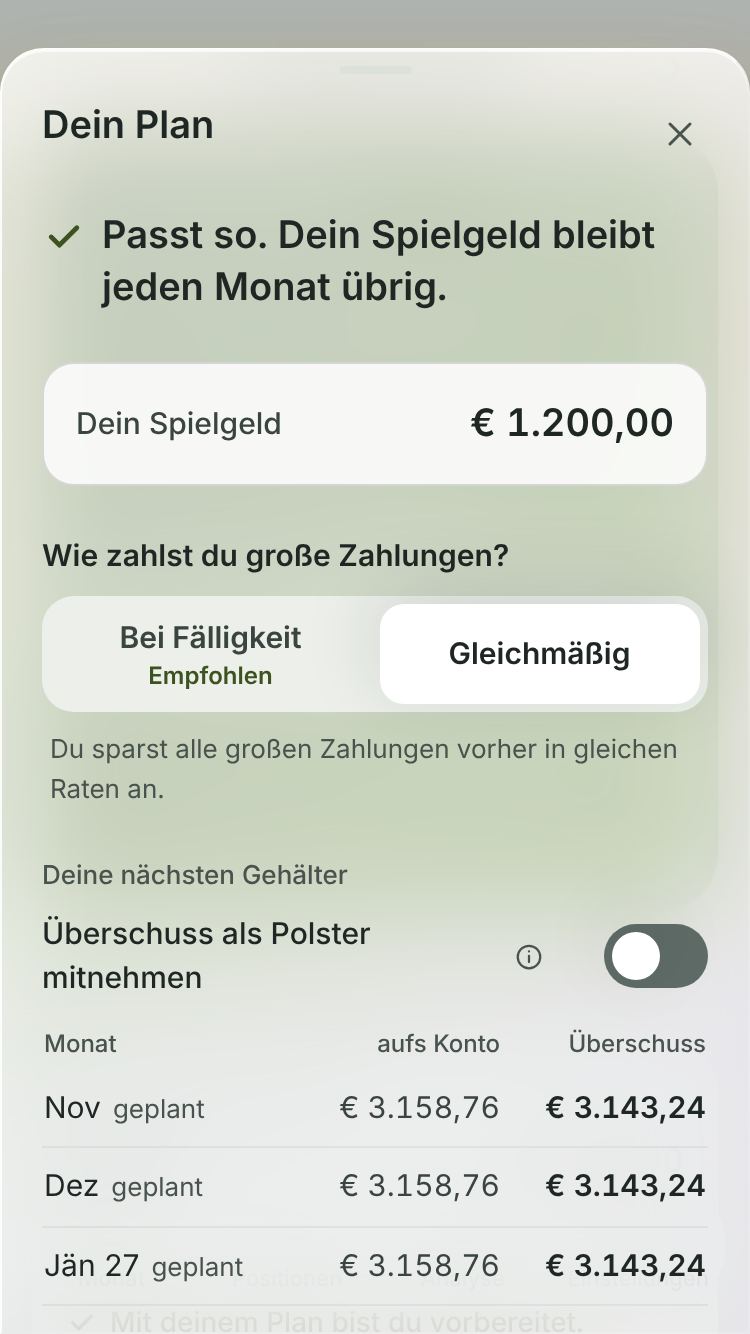 Dein Plan
Passt so. Dein Spielgeld bleibt
jeden Monat übrig.
Dein Spielgeld € 1.200,00
Wie zahlst du große Zahlungen?
Bei Fälligkeit
Empfohlen
Gleichmäßig
Du sparst alle großen Zahlungen vorher in gleichen
Raten an.
Deine nächsten Gehälter
Überschuss als Polster
mitnehmen
Monat aufs Konto Überschuss
Nov geplant € 3.158,76 € 3.143,24
Dez geplant € 3.158,76 € 3.143,24
Jän 27 geplant € 3.158,76 € 3.143,24
Monat Positionen Analyse Einstellungen
Mit deinem Plan bist du vorbereitet.